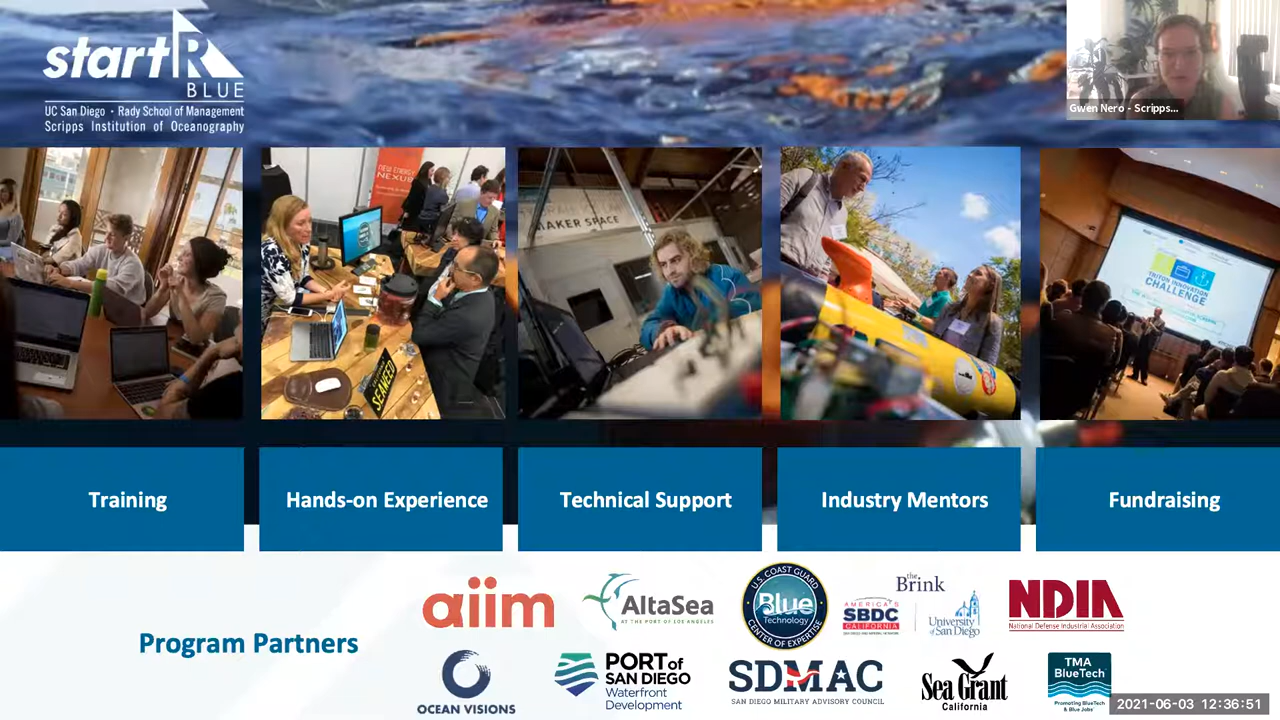 startR
BLUE
UC San Diego • Rady School of Management
Scripps Institution of Oceanography
Gwen Nero - Scripps...
NEW ENERGY
NEXUS
SEAWEED
MAKER SPACE
TRITON INNOVATION
CHALLENGE
Training
Hands-on Experience
Technical Support
Industry Mentors
Fundraising
Program Partners
aiim
AltaSea
AT THE PORT OF LOS ANGELES
U.S. COAST GUARD
Blue
Technology
CENTER OF EXPERTISE
the
Brink
AMERICA'S
SBDC
CALIFORNIA
University
of San Diego
NDIA
National Defense Industrial Association
OCEAN VISIONS
PORT of
SAN DIEGO
Waterfront
Development
SDMAC
SAN DIEGO MILITARY ADVISORY COUNCIL
Sea Grant
California
TMA
BlueTech
Promoting BlueTech
& Blue Jobs
2021-06-03 12:36:51